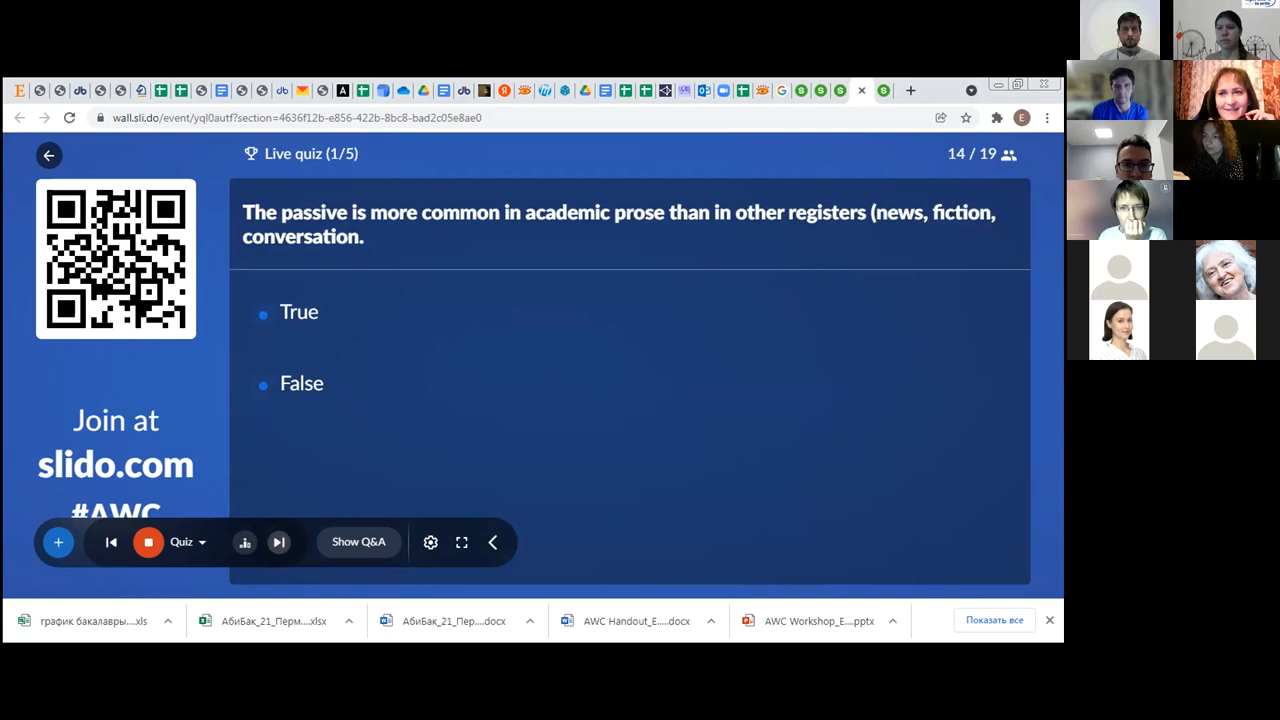 wall.sli.do/event/yql0autf?section=4636f12b-e856-422b-8bc8-bad2c05e8ae0
E
Live quiz (1/5)
14 / 19
The passive is more common in academic prose than in other registers (news, fiction,
conversation.
True
False
Join at
slido.com
#AWC
Quiz
Show Q&A
график бакалавры....xls
АбиБак_21_Перм....xlsx
АбиБак_21_Пер....docx
AWC Handout_E.....docx
AWC Workshop_E....pptx
Показать все